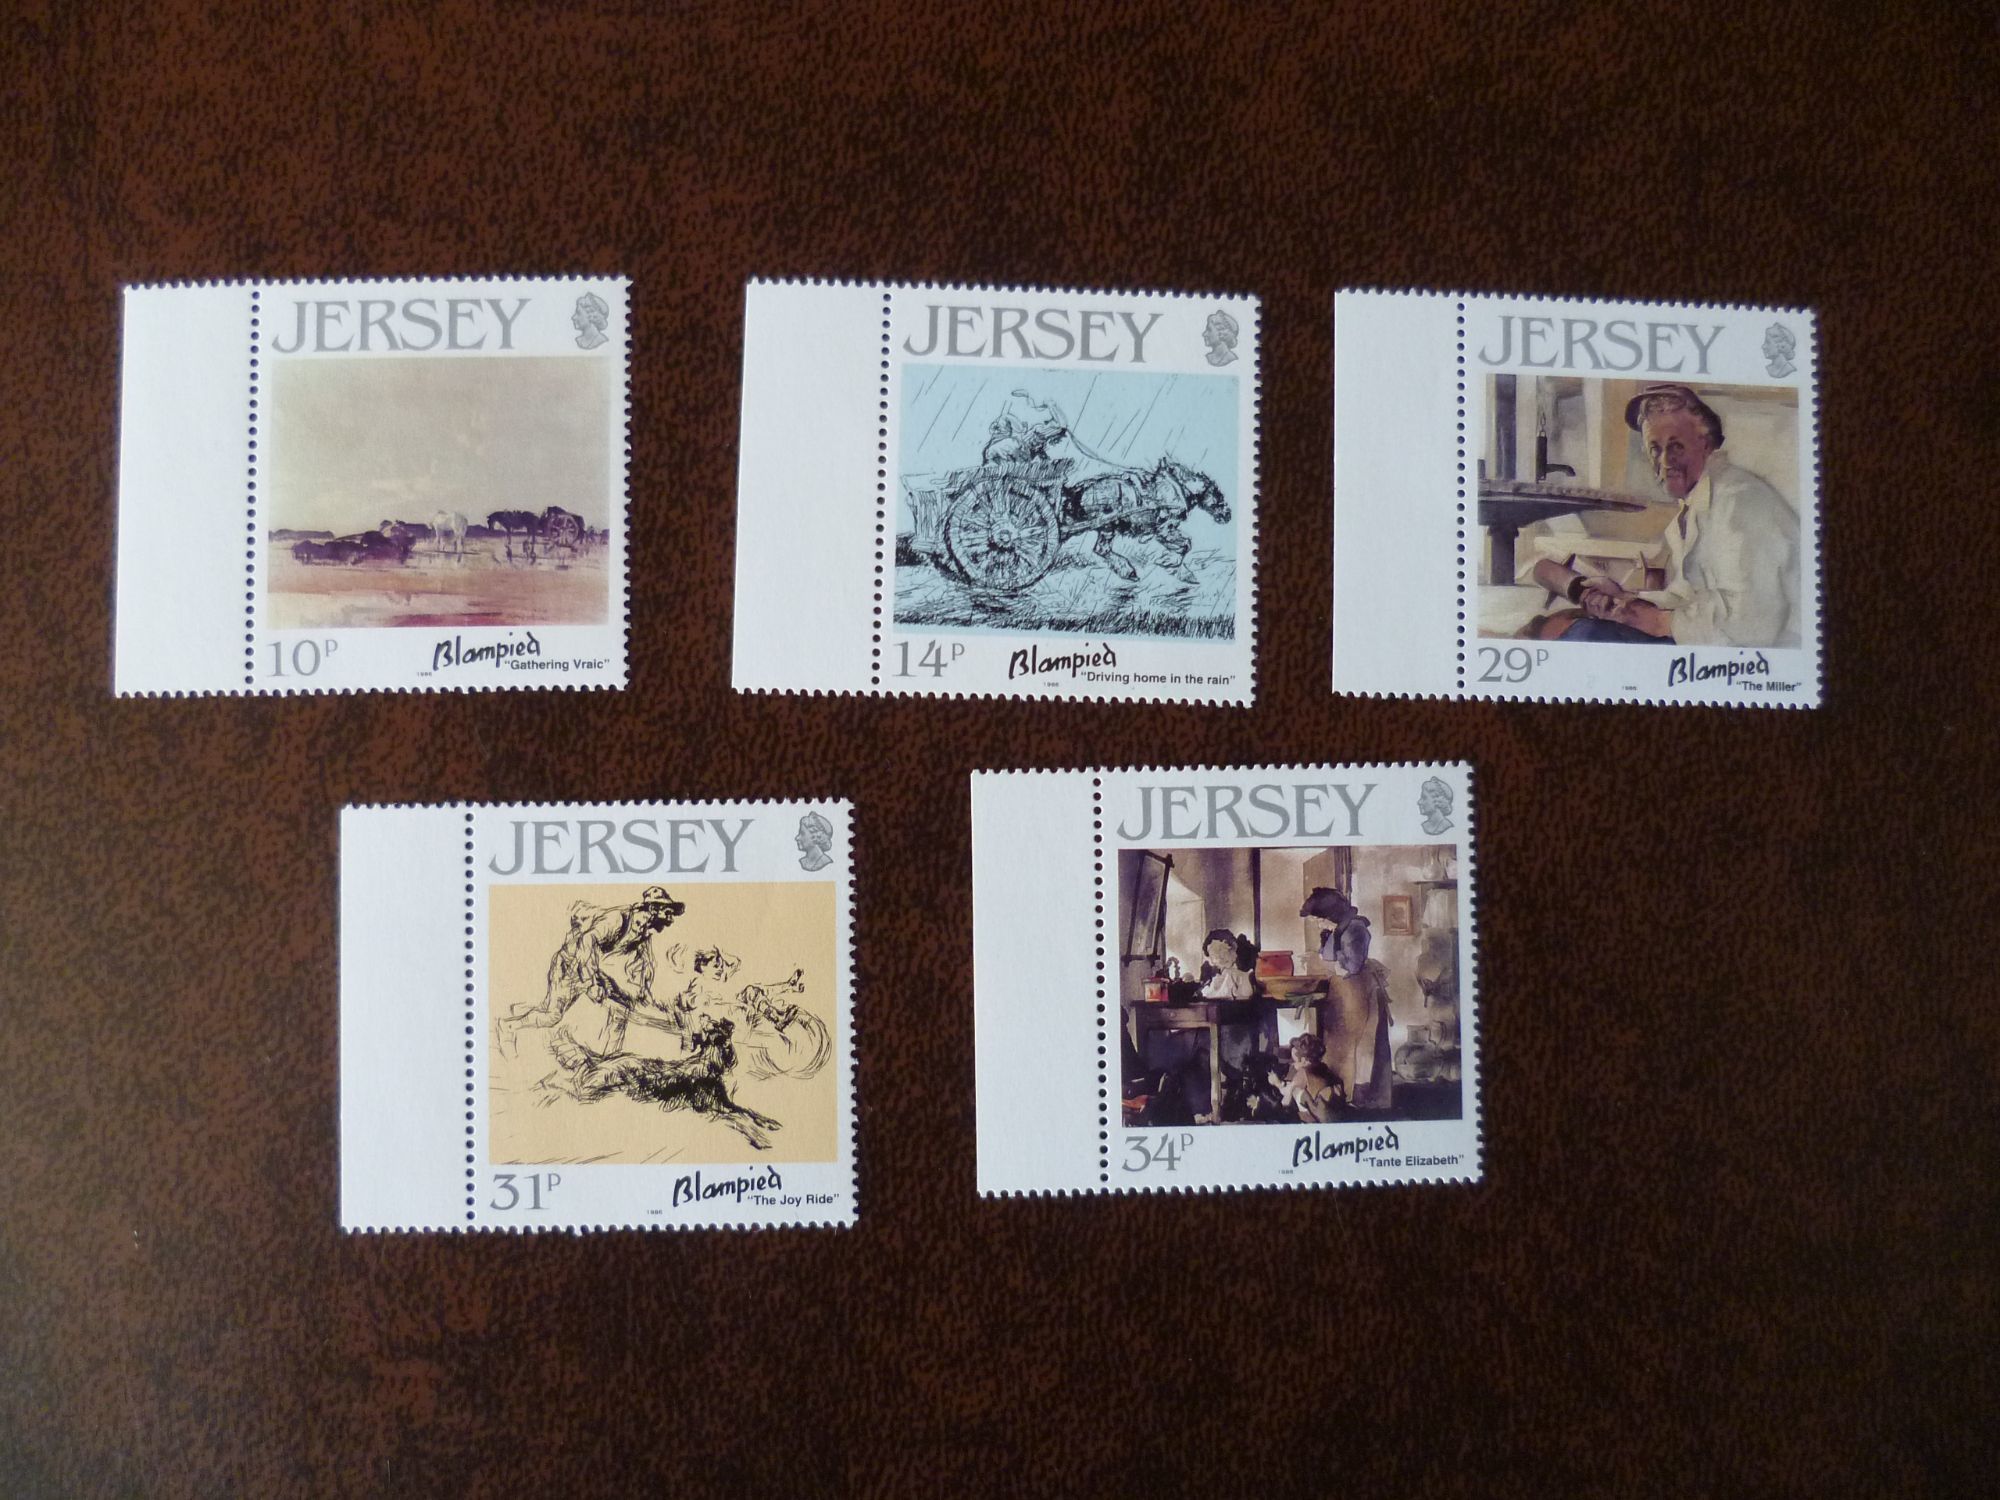 JERSEY
10P
Blampied
1986
"Gathering Vraic"
JERSEY
14P
Blampied
1986
"Driving home in the rain"
JERSEY
29P
Blampied
1986
"The Miller"
JERSEY
31P
Blampied
1986
"The Joy Ride"
JERSEY
34P
Blampied
1986
"Tante Elizabeth"